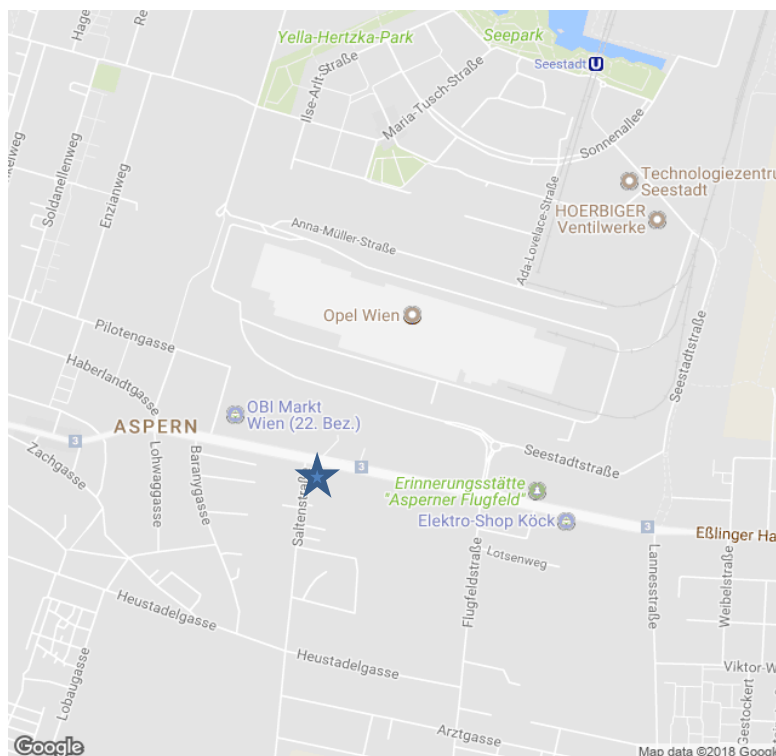 Hage
Re
Yella-Hertzka-Park
Seepark
Ilse-Arlt-Straße
Maria-Tusch-Straße
Seestadt U
Sonnenallee
Soldanellenweg
Enzianweg
Technologiezentru
Seestadt
Ada-Lovelace-Straße
HOERBIGER
Ventilwerke
Anna-Müller-Straße
Opel Wien
Pilotengasse
Seestadtstraße
Haberlandtgasse
OBI Markt
Wien (22. Bez.)
ASPERN
3
Zachgasse
Lohwaggasse
Baranygasse
3
Seestadtstraße
Saltenstraße
Erinnerungsstätte
"Asperner Flugfeld"
Elektro-Shop Köck
3
Eßlinger Ha
Lotsenweg
Flugfeldstraße
Lannesstraße
Weibelstraße
Heustadelgasse
Heustadelgasse
Viktor-W
Lobaugasse
Gestockert
Arztgasse
Google
Map data ©2018 Google